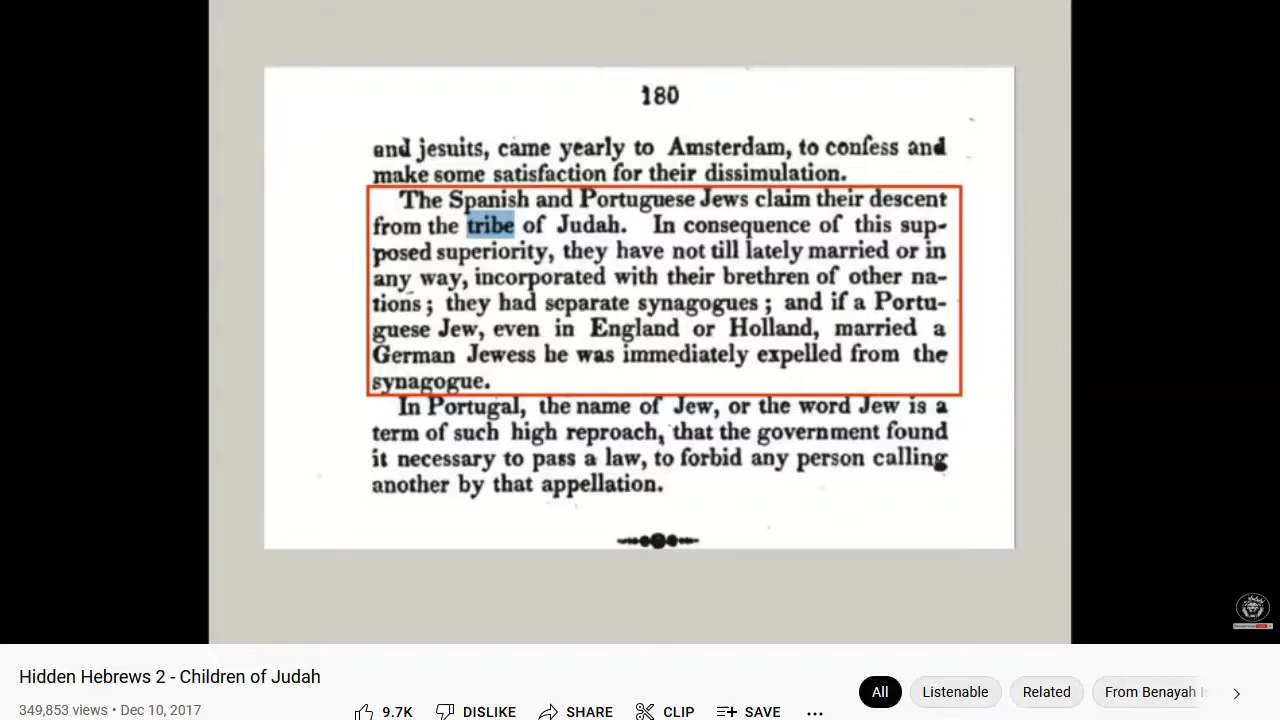 180
and jesuits, came yearly to Amsterdam, to confess and
make some satisfaction for their dissimulation.
The Spanish and Portuguese Jews claim their descent
from the tribe of Judah. In consequence of this sup-
posed superiority, they have not till lately married or in
any way, incorporated with their brethren of other na-
tions; they had separate synagogues; and if a Portu-
guese Jew, even in England or Holland, married a
German Jewess he was immediately expelled from the
synagogue.
In Portugal, the name of Jew, or the word Jew is a
term of such high reproach, that the government found
it necessary to pass a law, to forbid any person calling
another by that appellation.
Hidden Hebrews 2 - Children of Judah
349,853 views • Dec 10, 2017
9.7K DISLIKE SHARE CLIP SAVE ...
All Listenable Related From Benayah